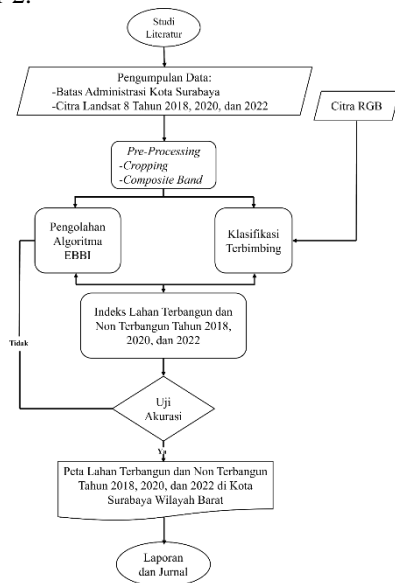 Studi
Literatur
Pengumpulan Data:
-Batas Administrasi Kota Surabaya
-Citra Landsat 8 Tahun 2018, 2020, dan 2022
Citra RGB
Pre-Processing
-Cropping
-Composite Band
Pengolahan
Algoritma
EBBI
Klasifikasi
Terbimbing
Indeks Lahan Terbangun dan
Non Terbangun Tahun 2018,
2020, dan 2022
Tidak
Uji
Akurasi
Ya
Peta Lahan Terbangun dan Non Terbangun
Tahun 2018, 2020, dan 2022 di Kota
Surabaya Wilayah Barat
Laporan
dan Jurnal